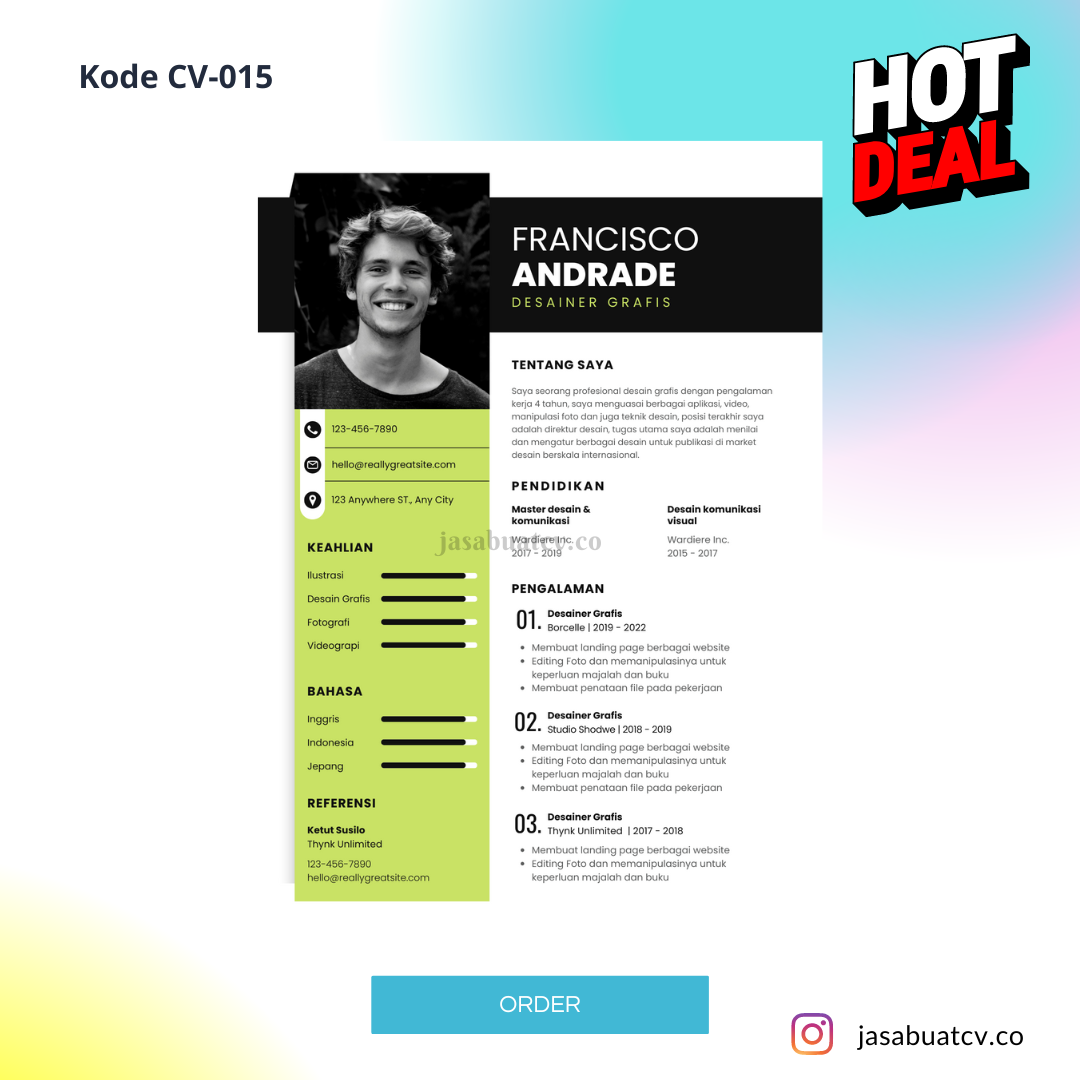 Kode CV-015
HOT
DEAL
FRANCISCO
ANDRADE
DESAINER GRAFIS
123-456-7890
hello@reallygreatsite.com
123 Anywhere ST., Any City
KEAHLIAN
Ilustrasi
Desain Grafis
Fotografi
Videograpi
BAHASA
Inggris
Indonesia
Jepang
REFERENSI
Ketut Susilo
Thynk Unlimited
123-456-7890
hello@reallygreatsite.com
TENTANG SAYA
Saya seorang profesional desain grafis dengan pengalaman
kerja 4 tahun, saya menguasai berbagai aplikasi, video,
manipulasi foto dan juga teknik desain, posisi terakhir saya
adalah direktur desain, tugas utama saya adalah menilai
dan mengatur berbagai desain untuk publikasi di market
desain berskala internasional.
PENDIDIKAN
Master desain &
komunikasi
Wardiere Inc.
2017 - 2019
Desain komunikasi
visual
Wardiere Inc.
2015 - 2017
jasabuatcv.co
PENGALAMAN
01. Desainer Grafis
Borcelle | 2019 - 2022
• Membuat landing page berbagai website
• Editing Foto dan memanipulasinya untuk
keperluan majalah dan buku
• Membuat penataan file pada pekerjaan
02. Desainer Grafis
Studio Shodwe | 2018 - 2019
• Membuat landing page berbagai website
• Editing Foto dan memanipulasinya untuk
keperluan majalah dan buku
• Membuat penataan file pada pekerjaan
03. Desainer Grafis
Thynk Unlimited | 2017 - 2018
• Membuat landing page berbagai website
• Editing Foto dan memanipulasinya untuk
keperluan majalah dan buku
ORDER
jasabuatcv.co